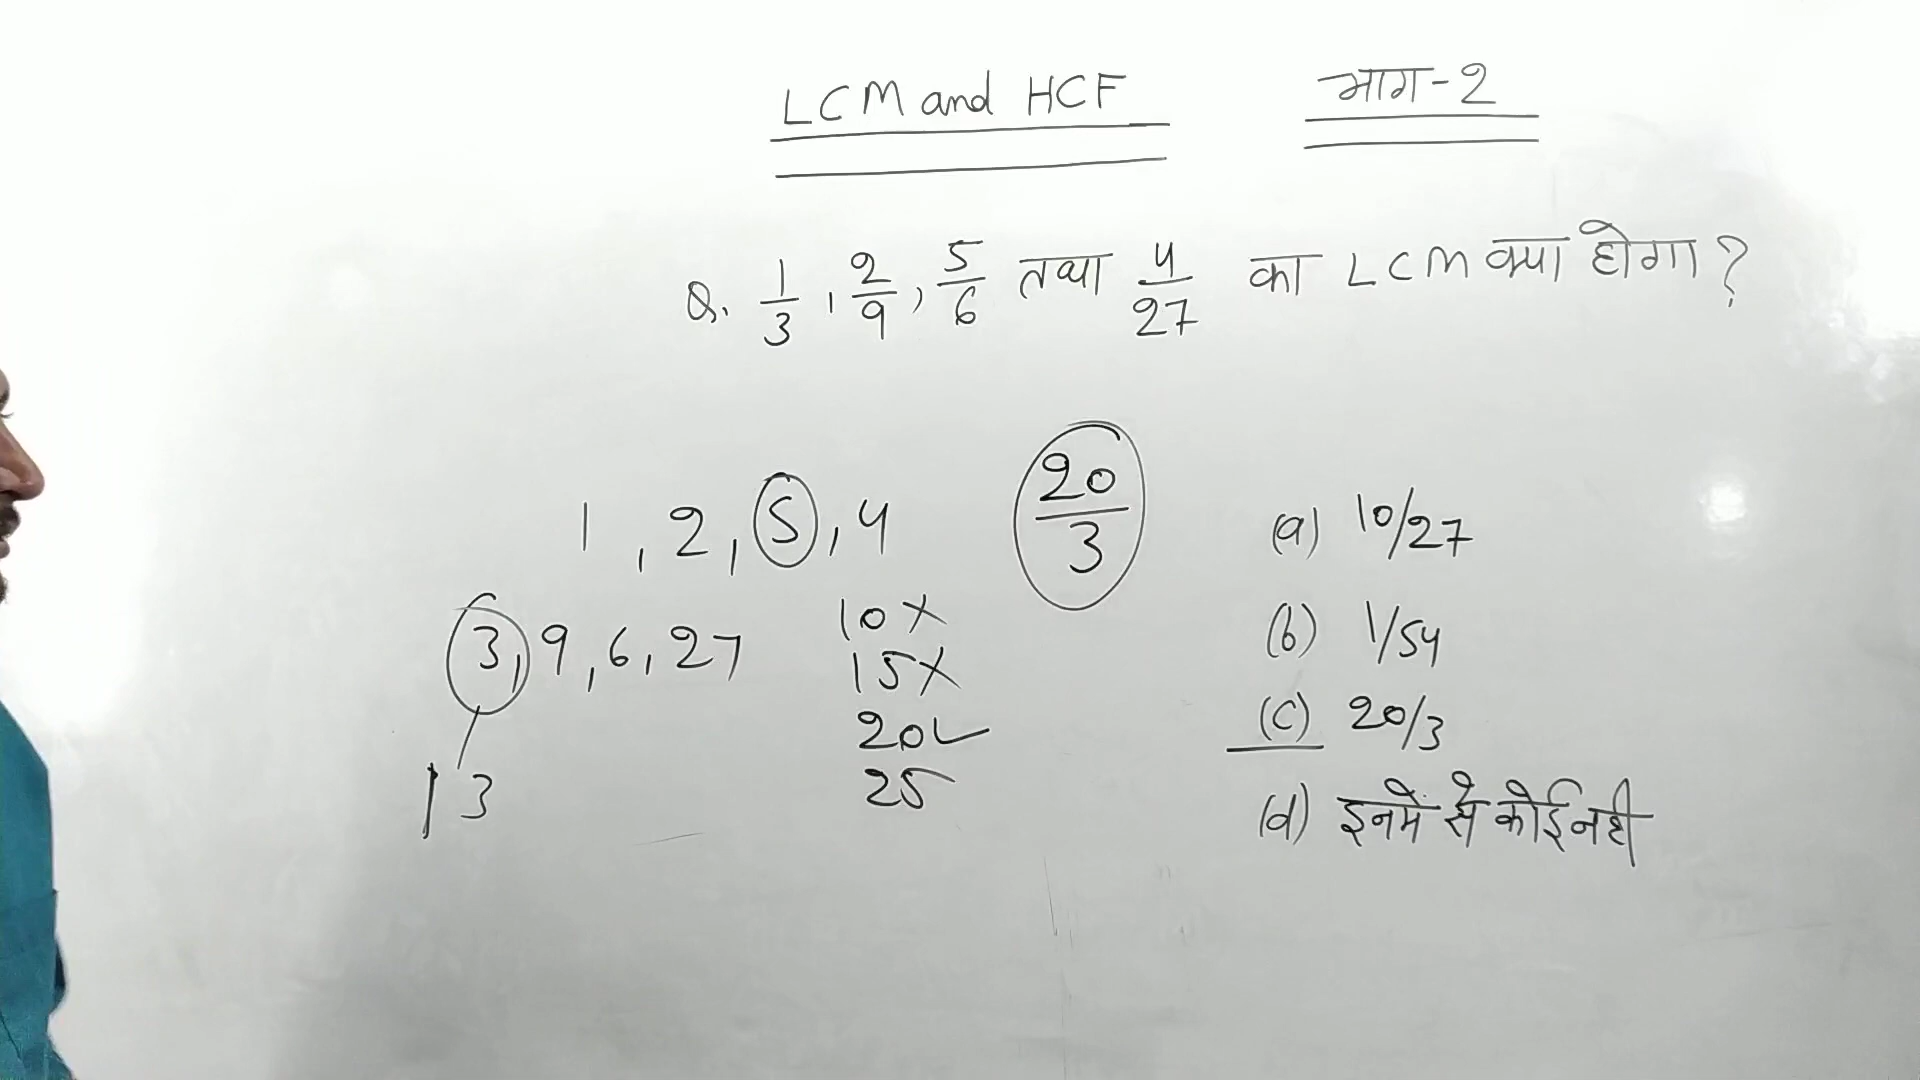 LCM and HCF भाग-2
Q. 1/3, 2/9, 5/6 तथा 4/27 का LCM क्या होगा?
1, 2, 5, 4
20/3
3, 9, 6, 27
1 3
10 ×
15 ×
20 ✓
25
(a) 10/27
(b) 1/54
(c) 20/3
(d) इनमें से कोई नही